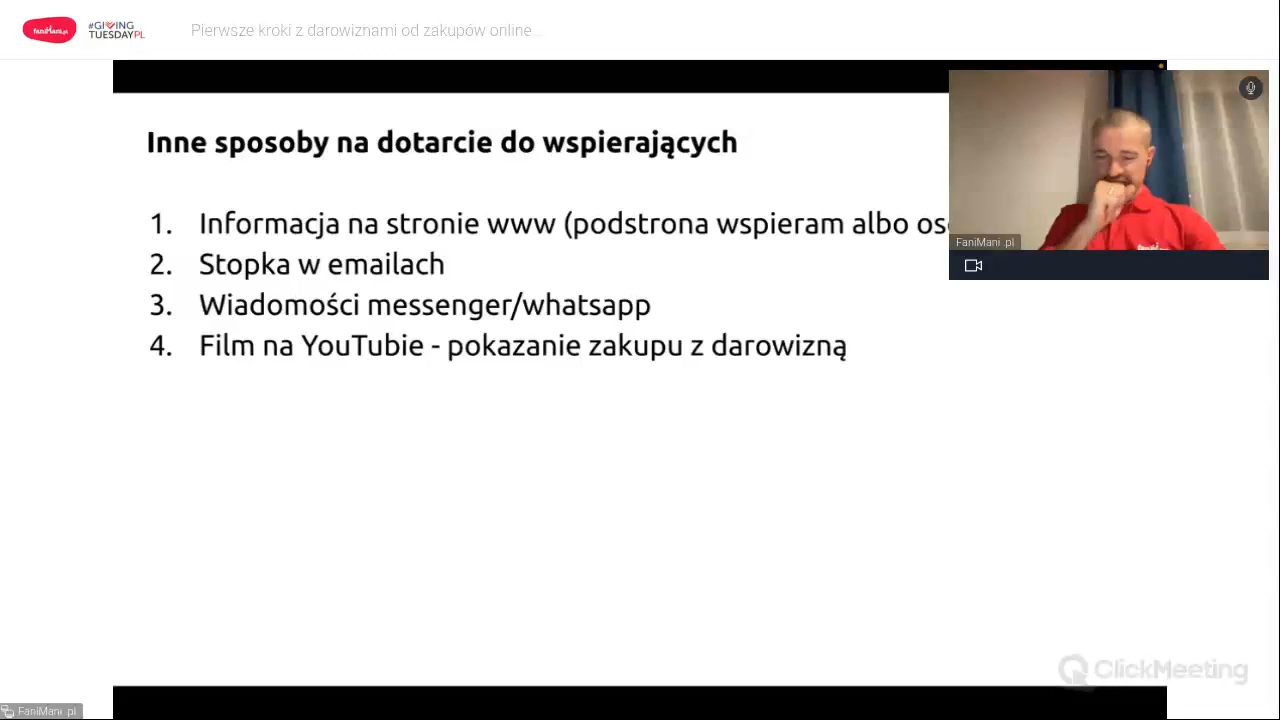 FaniMani.pl
#GIVING
TUESDAYPL
Pierwsze kroki z darowiznami od zakupów online...
Inne sposoby na dotarcie do wspierających
1. Informacja na stronie www (podstrona wspieram albo
2. Stopka w emailach
3. Wiadomości messenger/whatsapp
4. Film na YouTubie - pokazanie zakupu z darowizną
FaniMani .pl
ClickMeeting
FaniMani .pl